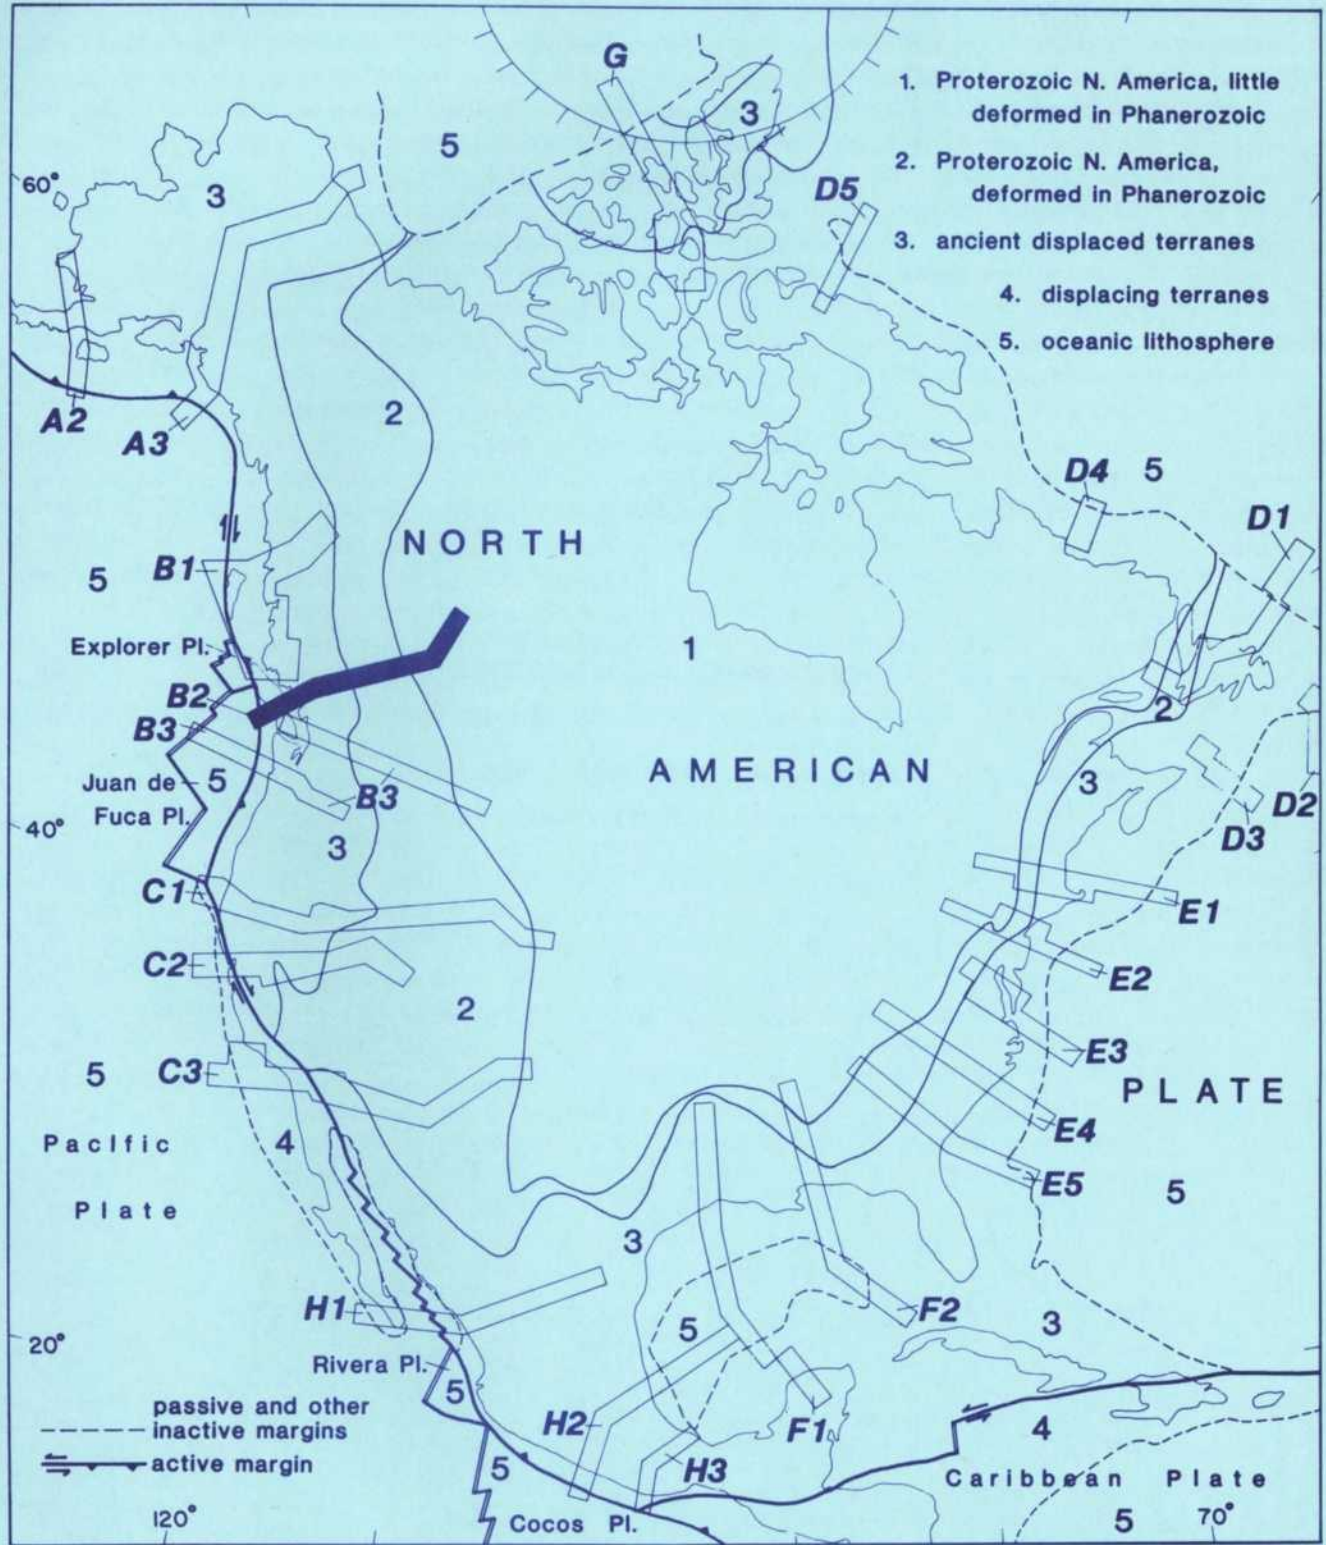 G
1. Proterozoic N. America, little
deformed in Phanerozoic
2. Proterozoic N. America,
deformed in Phanerozoic
3. ancient displaced terranes
4. displacing terranes
5. oceanic lithosphere
3
5
60°
3
D5
A2
A3
2
D4
5
D1
NORTH
5
B1
Explorer Pl.
1
B2
B3
2
AMERICAN
Juan de
Fuca Pl.
5
B3
3
D2
D3
40°
3
C1
E1
C2
E2
2
E3
5
C3
PLATE
4
E4
Pacific
Plate
E5
5
3
H1
F2
3
20°
5
Rivera Pl.
5
passive and other
inactive margins
H2
F1
4
active margin
5
H3
Caribbean Plate
120°
Cocos Pl.
5
70°